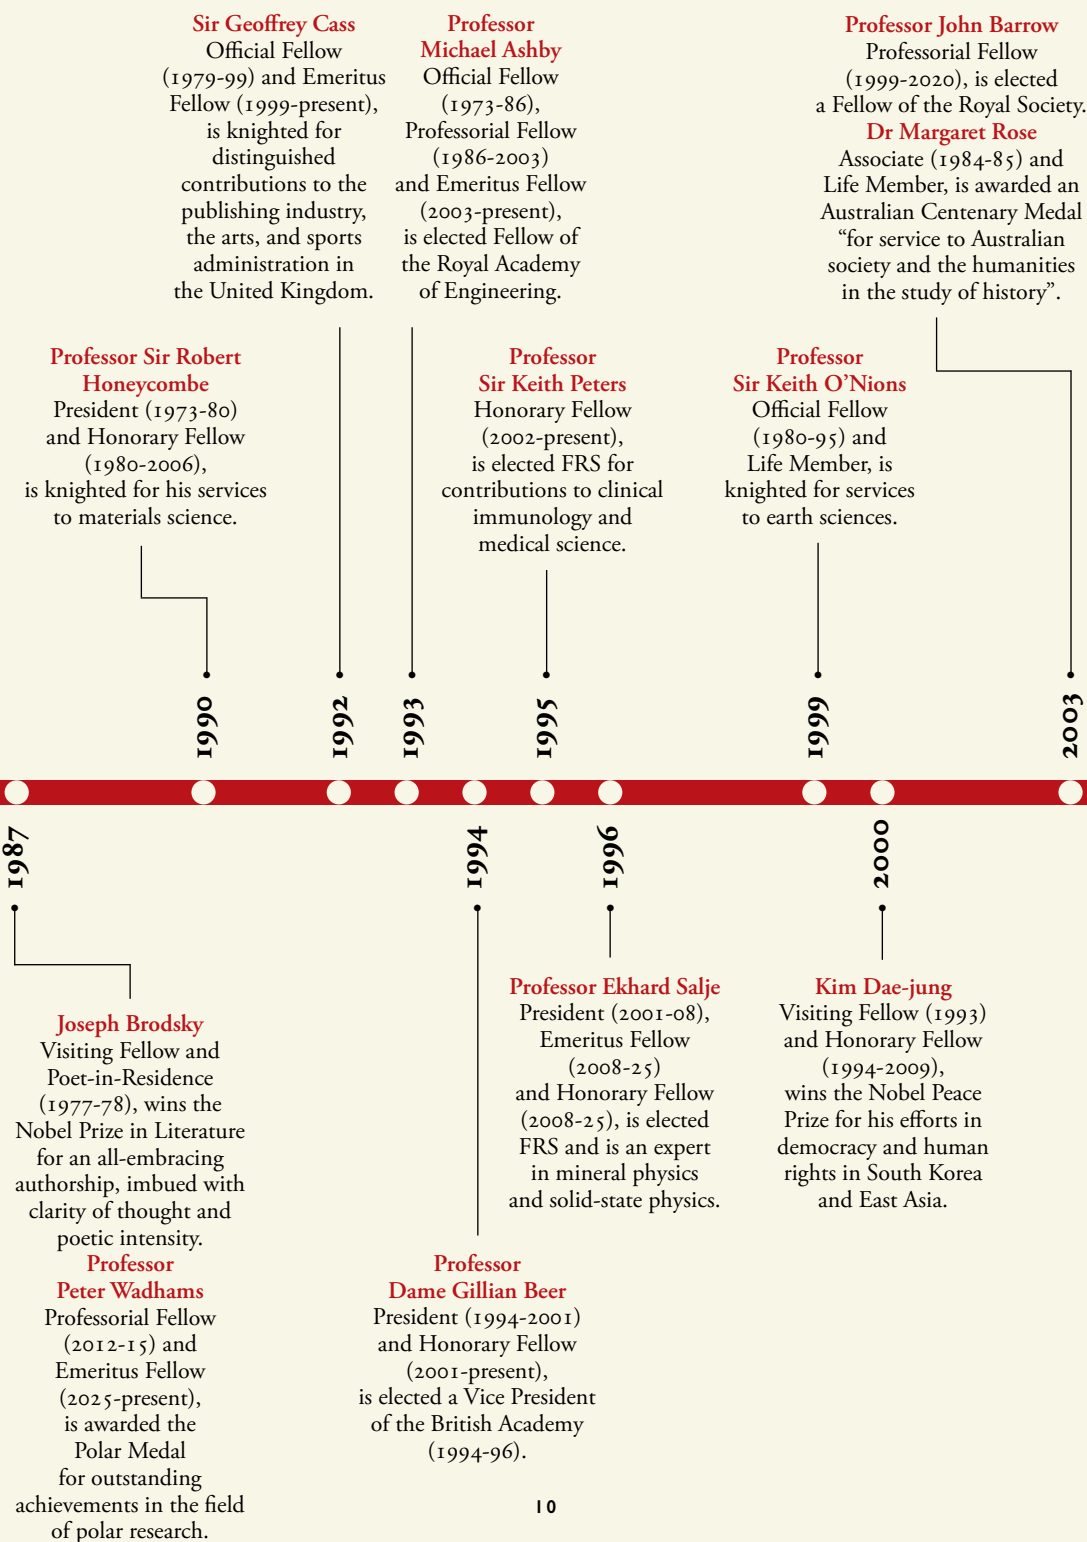 Sir Geoffrey Cass
Official Fellow
(1979-99) and Emeritus
Fellow (1999-present),
is knighted for
distinguished
contributions to the
publishing industry,
the arts, and sports
administration in
the United Kingdom.
Professor
Michael Ashby
Official Fellow
(1973-86),
Professorial Fellow
(1986-2003)
and Emeritus Fellow
(2003-present),
is elected Fellow of
the Royal Academy
of Engineering.
Professor John Barrow
Professorial Fellow
(1999-2020), is elected
a Fellow of the Royal Society.
Dr Margaret Rose
Associate (1984-85) and
Life Member, is awarded an
Australian Centenary Medal
“for service to Australian
society and the humanities
in the study of history”.
Professor Sir Robert
Honeycombe
President (1973-80)
and Honorary Fellow
(1980-2006),
is knighted for his services
to materials science.
Professor
Sir Keith Peters
Honorary Fellow
(2002-present),
is elected FRS for
contributions to clinical
immunology and
medical science.
Professor
Sir Keith O’Nions
Official Fellow
(1980-95) and
Life Member, is
knighted for services
to earth sciences.
1990
1992
1993
1995
1999
2003
1987
1994
1996
2000
Joseph Brodsky
Visiting Fellow and
Poet-in-Residence
(1977-78), wins the
Nobel Prize in Literature
for an all-embracing
authorship, imbued with
clarity of thought and
poetic intensity.
Professor
Peter Wadhams
Professorial Fellow
(2012-15) and
Emeritus Fellow
(2025-present),
is awarded the
Polar Medal
for outstanding
achievements in the field
of polar research.
Professor Dame Gillian Beer
President (1994-2001)
and Honorary Fellow
(2001-present),
is elected a Vice President
of the British Academy
(1994-96).
Professor Ekhard Salje
President (2001-08),
Emeritus Fellow
(2008-25)
and Honorary Fellow
(2008-25), is elected
FRS and is an expert
in mineral physics
and solid-state physics.
Kim Dae-jung
Visiting Fellow (1993)
and Honorary Fellow
(1994-2009),
wins the Nobel Peace
Prize for his efforts in
democracy and human
rights in South Korea
and East Asia.
10